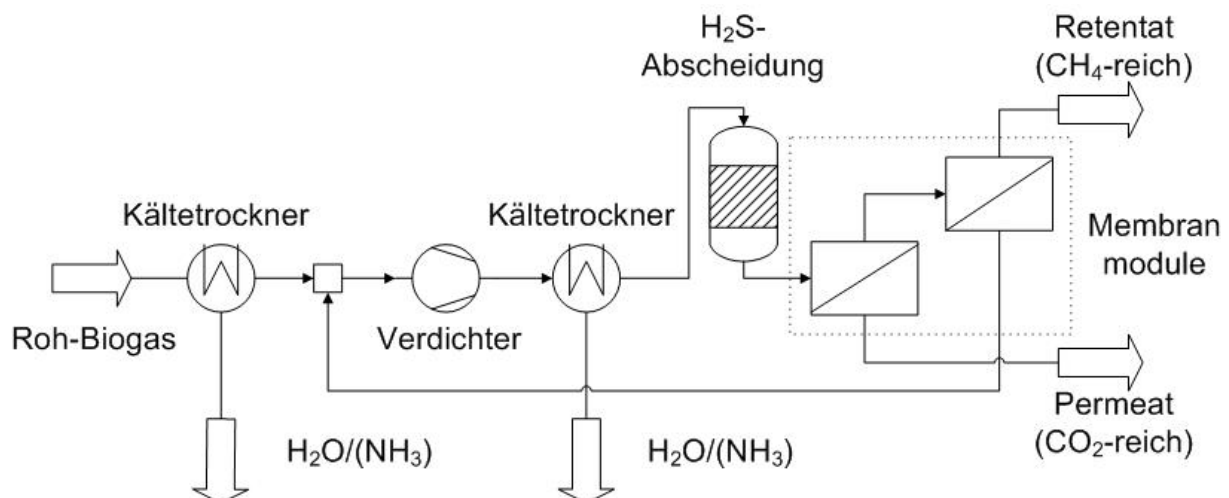 H₂S-
Abscheidung
Retentat
(CH₄-reich)
Kältetrockner
Kältetrockner
Membran
module
Roh-Biogas
Verdichter
Permeat
(CO₂-reich)
H₂O/(NH₃)
H₂O/(NH₃)